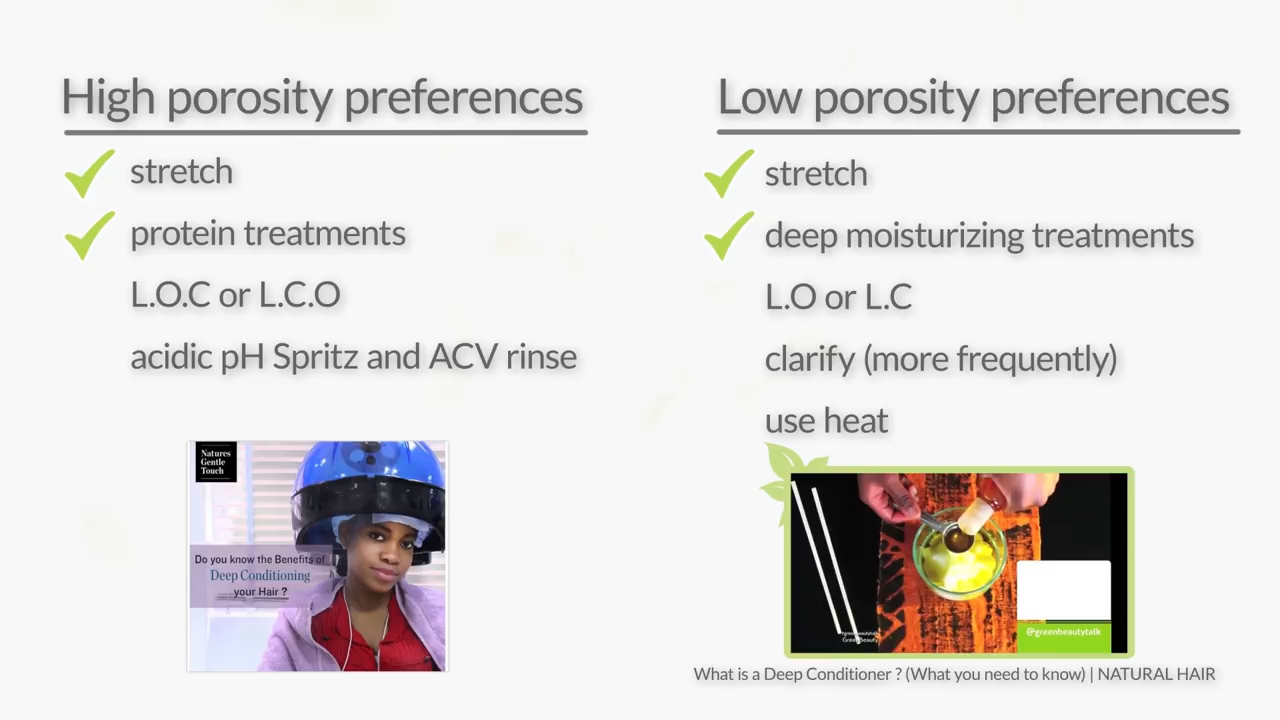 High porosity preferences
stretch
protein treatments
L.O.C or L.C.O
acidic pH Spritz and ACV rinse
Natures
Gentle
Touch
Do you know the Benefits of
Deep Conditioning
your Hair ?
Low porosity preferences
stretch
deep moisturizing treatments
L.O or L.C
clarify (more frequently)
use heat
@greenbeautytalk
What is a Deep Conditioner ? (What you need to know) | NATURAL HAIR